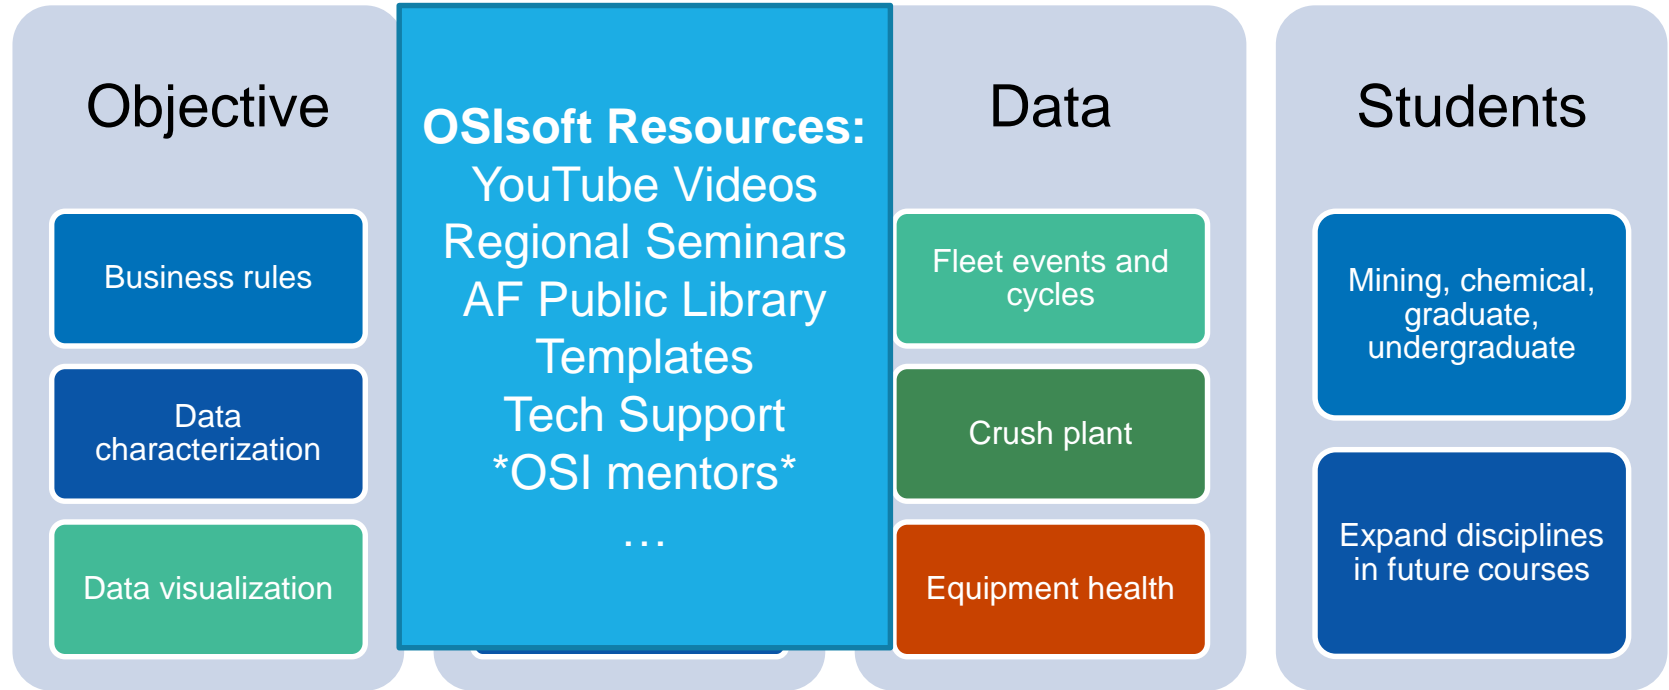 Objective
Business rules
Data
characterization
Data visualization
OSIsoft Resources:
YouTube Videos
Regional Seminars
AF Public Library
Templates
Tech Support
*OSI mentors*
...
Data
Fleet events and
cycles
Crush plant
Equipment health
Students
Mining, chemical,
graduate,
undergraduate
Expand disciplines
in future courses